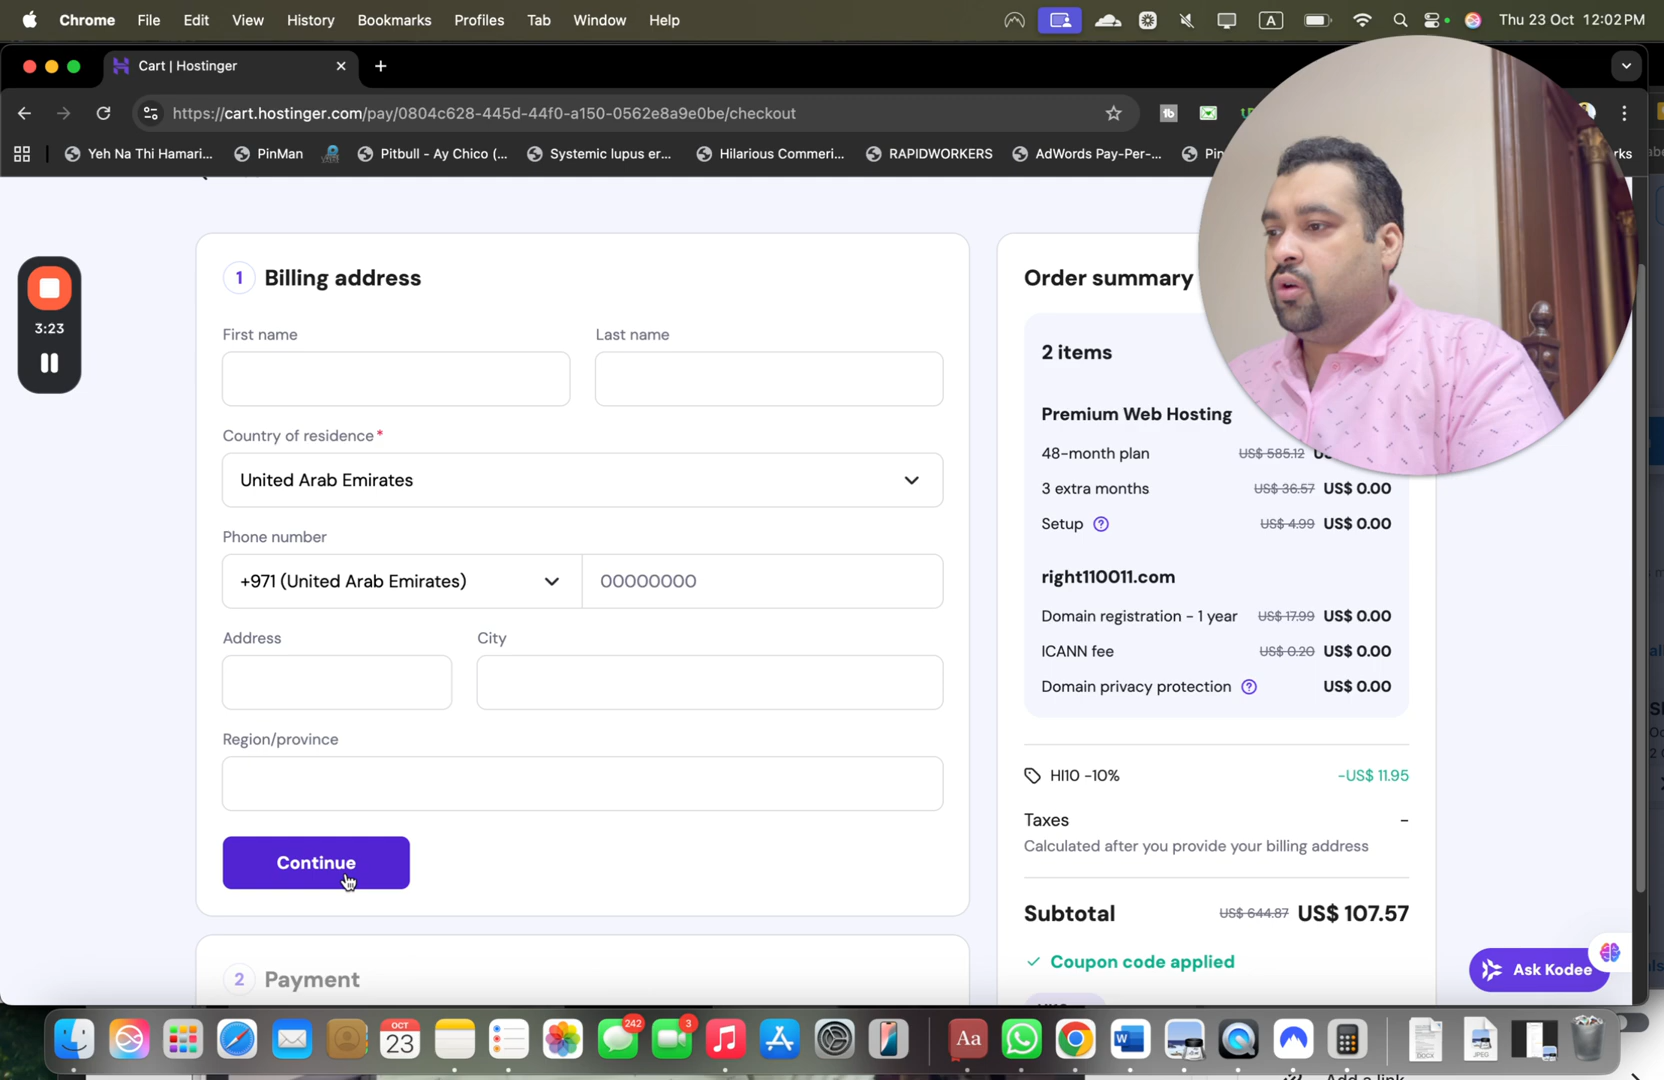 Chrome File Edit View History Bookmarks Profiles Tab Window Help
A
Thu 23 Oct 12:02 PM
Cart | Hostinger
https://cart.hostinger.com/pay/0804c628-445d-44f0-a150-0562e8a9e0be/checkout
Yeh Na Thi Hamari...
PinMan
Pitbull - Ay Chico (...
Systemic lupus er...
Hilarious Commeri...
RAPIDWORKERS
AdWords Pay-Per-...
3:23
1 Billing address
First name
Last name
Country of residence*
United Arab Emirates
Phone number
+971 (United Arab Emirates)
00000000
Address
City
Region/province
Continue
2 Payment
Order summary
2 items
Premium Web Hosting
48-month plan US$ 585.12
3 extra months US$ 36.57 US$ 0.00
Setup US$ 4.99 US$ 0.00
right110011.com
Domain registration - 1 year US$ 17.99 US$ 0.00
ICANN fee US$ 0.20 US$ 0.00
Domain privacy protection US$ 0.00
HI10 -10% -US$ 11.95
Taxes -
Calculated after you provide your billing address
Subtotal US$ 644.87 US$ 107.57
Coupon code applied
Ask Kodee
OCT
23
242
3
Aa
DOCX
JPEG